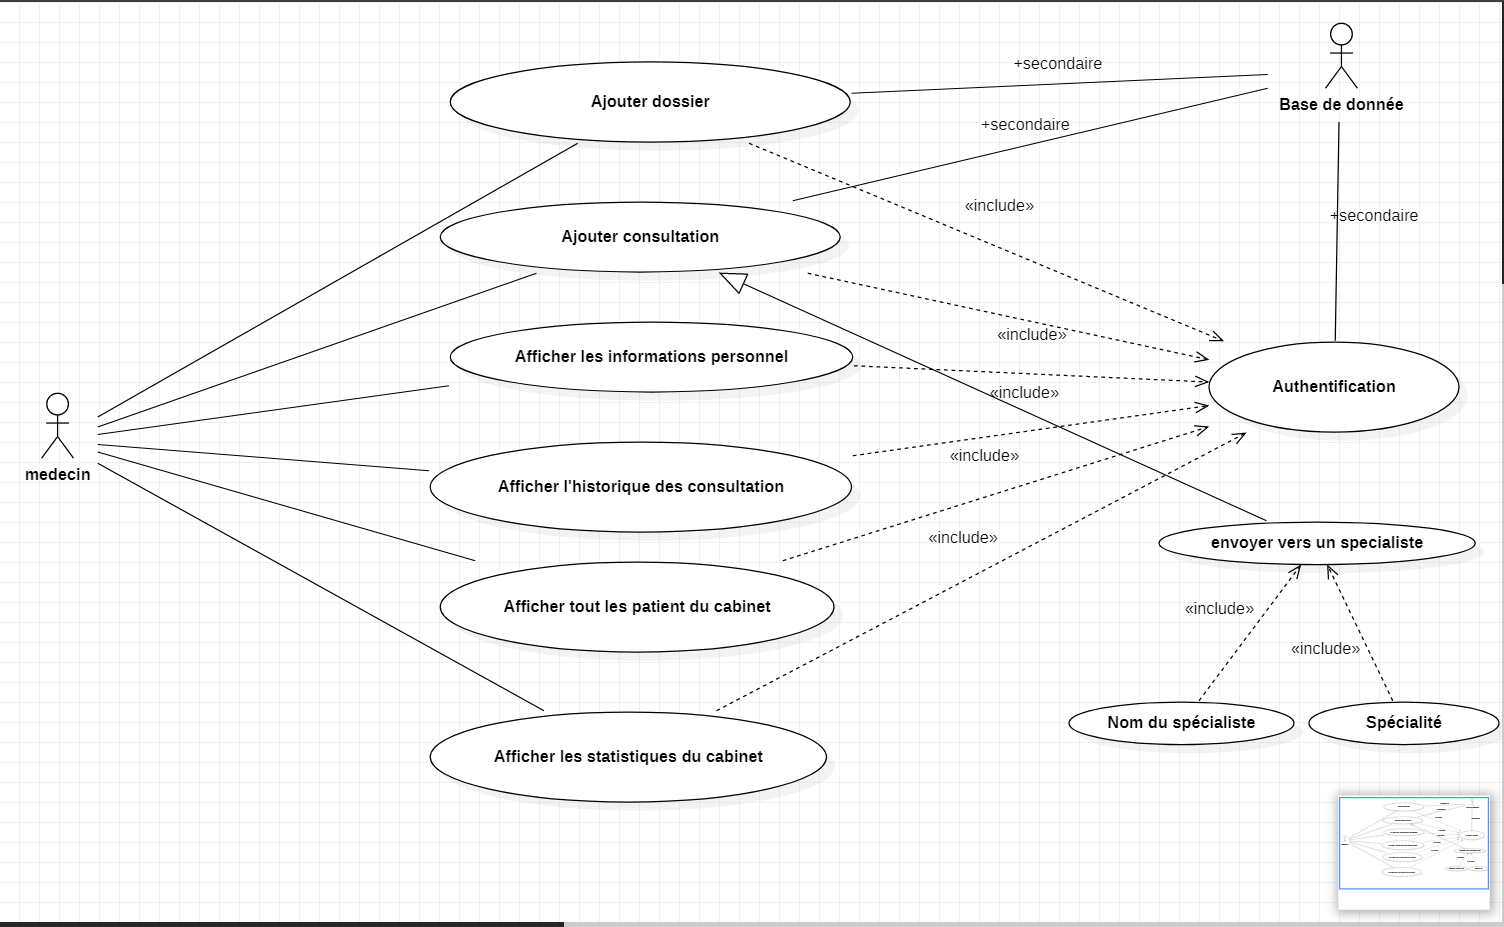 +secondaire
Base de donnée
Ajouter dossier
+secondaire
«include»
+secondaire
Ajouter consultation
«include»
Afficher les informations personnel
«include»
Authentification
medecin
«include»
Afficher l'historique des consultation
«include»
envoyer vers un specialiste
Afficher tout les patient du cabinet
«include»
«include»
Nom du spécialiste
Spécialité
Afficher les statistiques du cabinet